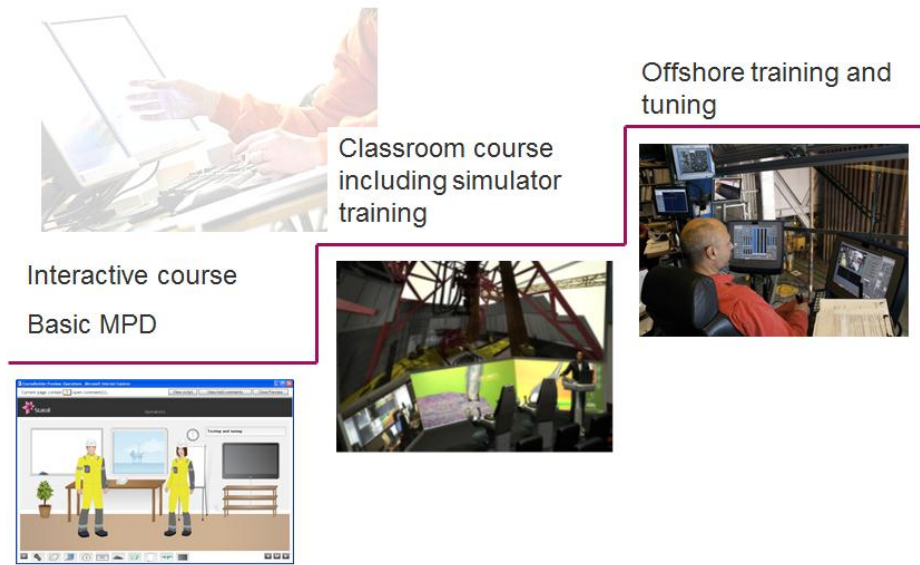 Offshore training and
tuning
Classroom course
including simulator
training
Interactive course
Basic MPD
Statoil
Testing and tuning